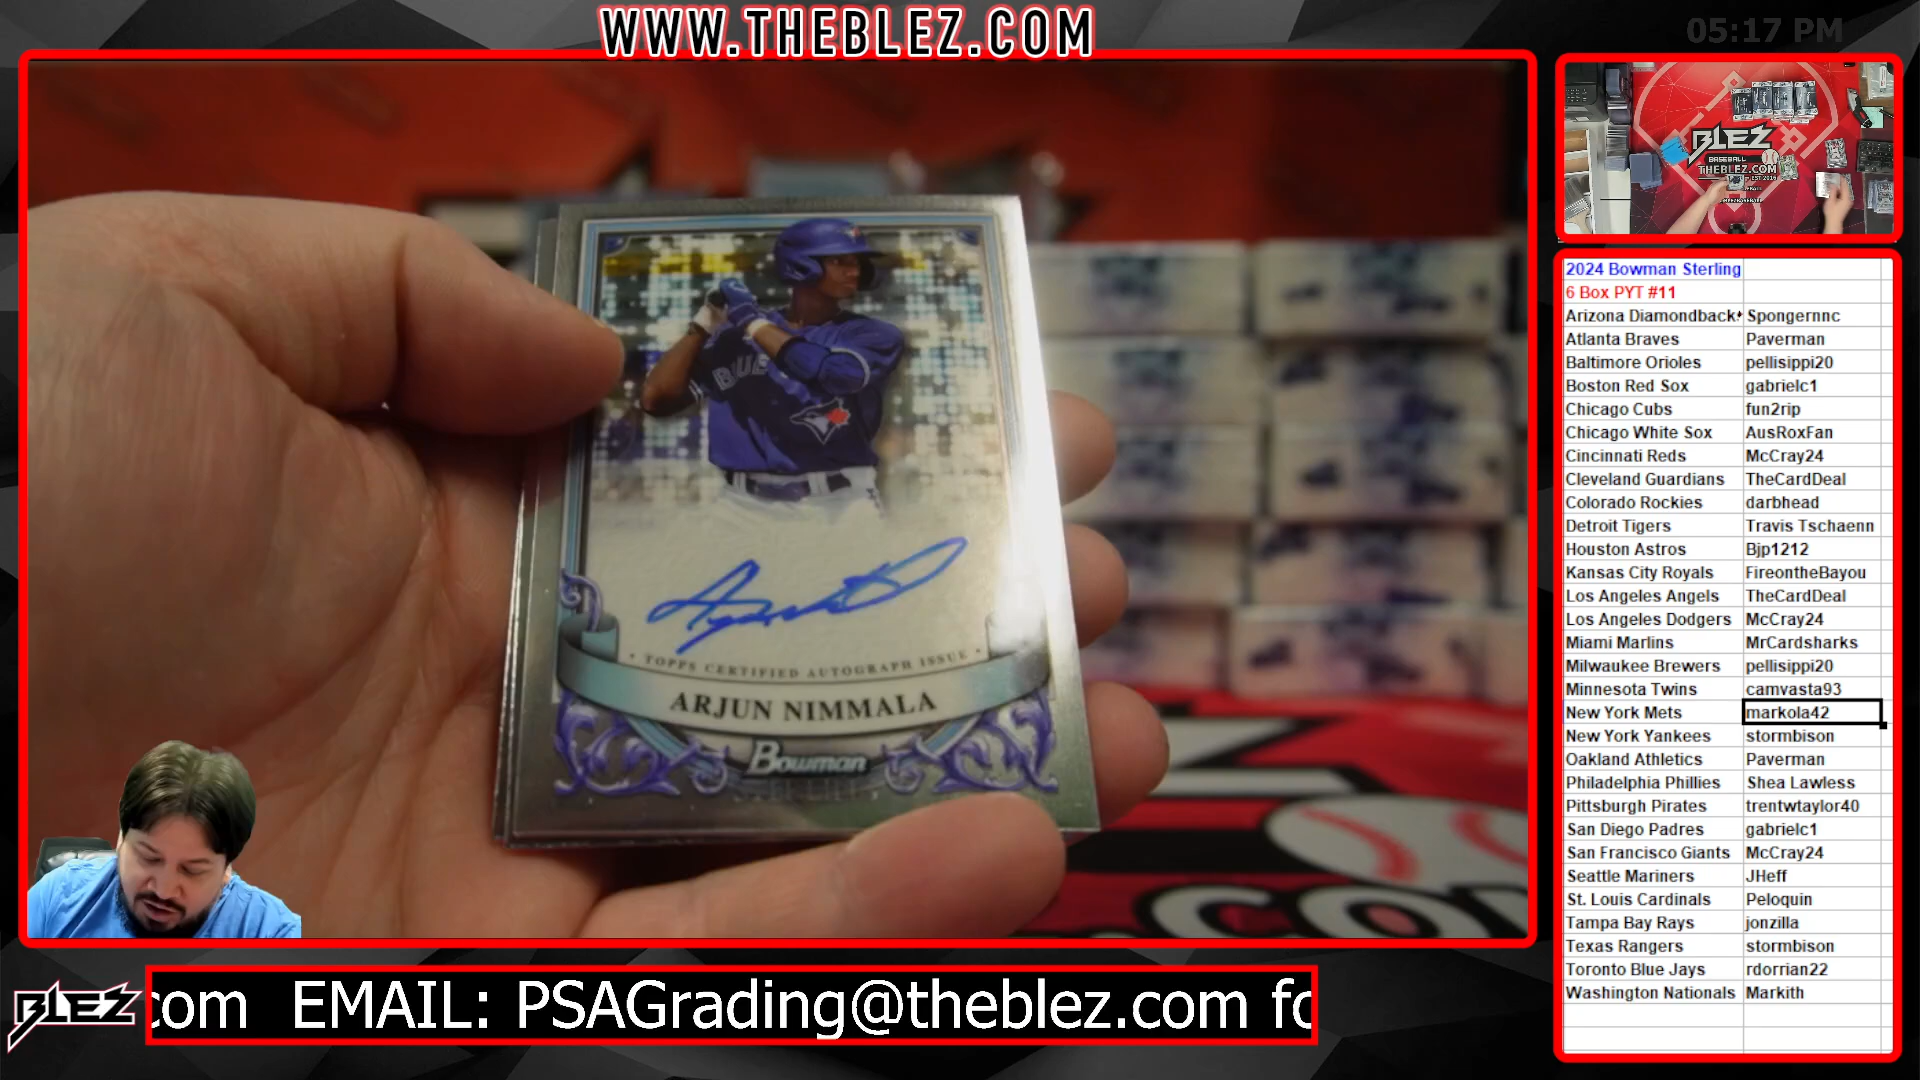 WWW.THEBLEZ.COM
05:17 PM
BLEZ
BASEBALL
THEBLEZ.COM
BLUE
TOPPS CERTIFIED AUTOGRAPH ISSUE
ARJUN NIMMALA
Bowman
2024 Bowman Sterling
6 Box PYT #11
Arizona Diamondback Spongernnc
Atlanta Braves Paverman
Baltimore Orioles pellisippi20
Boston Red Sox gabrielc1
Chicago Cubs fun2rip
Chicago White Sox AusRoxFan
Cincinnati Reds McCray24
Cleveland Guardians TheCardDeal
Colorado Rockies darbhead
Detroit Tigers Travis Tschaenn
Houston Astros Bjp1212
Kansas City Royals FireontheBayou
Los Angeles Angels TheCardDeal
Los Angeles Dodgers McCray24
Miami Marlins MrCardsharks
Milwaukee Brewers pellisippi20
Minnesota Twins camvasta93
New York Mets markola42
New York Yankees stormbison
Oakland Athletics Paverman
Philadelphia Phillies Shea Lawless
Pittsburgh Pirates trentwtaylor40
San Diego Padres gabrielc1
San Francisco Giants McCray24
Seattle Mariners JHeff
St. Louis Cardinals Peloquin
Tampa Bay Rays jonzilla
Texas Rangers stormbison
Toronto Blue Jays rdorrian22
Washington Nationals Markith
BLEZ
com EMAIL: PSAGrading@theblez.com fo